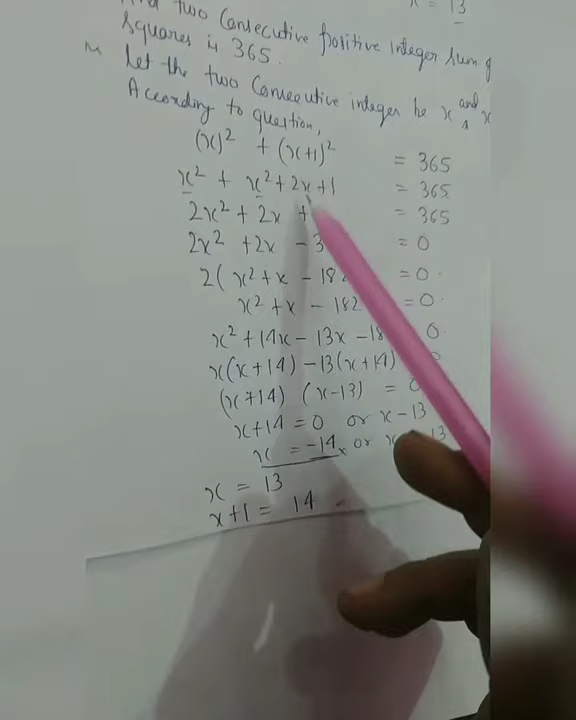 x = 13
two Consecutive positive Integer sum of
squares is 365.
Let the two Consecutive integer be x and x
According to question,
(x)² + (x+1)² = 365
x² + x² + 2x + 1 = 365
2x² + 2x + = 365
2x² + 2x - 3 = 0
2(x² + x - 182 = 0
x² + x - 182 = 0
x² + 14x - 13x - 18 0
x(x+14) - 13(x+14)
(x+14) (x-13) = 0
x+14 = 0 or x-13
x = -14 x or x 13
x = 13
x+1 = 14